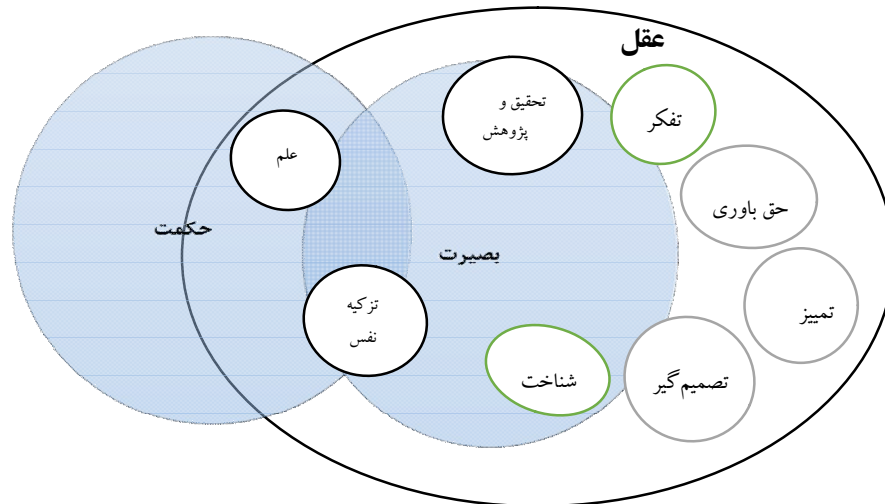 عقل
تحقیق و
پژوهش
تفکر
علم
حق باوری
حکمت
بصیرت
تزکیه
نفس
تمییز
شناخت
تصمیم گیر